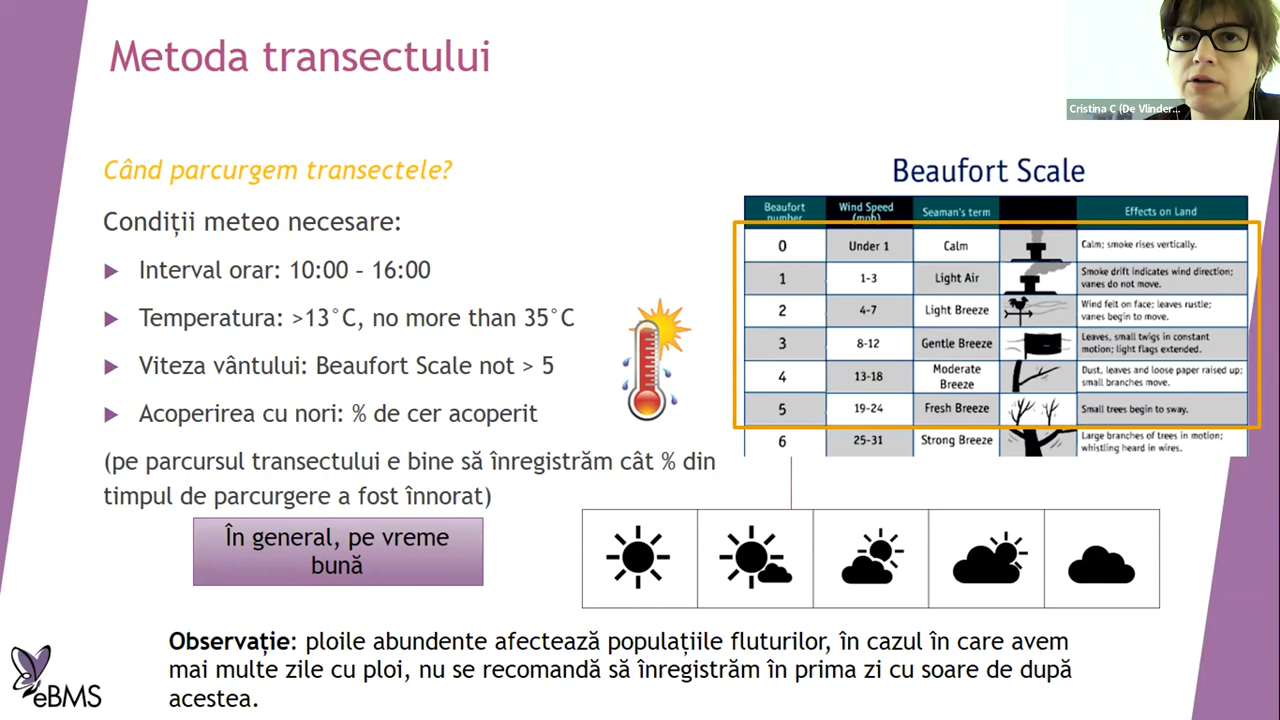 Metoda transectului
Cristina C (De Vlinder...
Când parcurgem transectele?
Condiții meteo necesare:
Interval orar: 10:00 – 16:00
Temperatura: >13°C, no more than 35°C
Viteza vântului: Beaufort Scale not > 5
Acoperirea cu nori: % de cer acoperit
(pe parcursul transectului e bine să înregistrăm cât % din
timpul de parcurgere a fost înnorat)
În general, pe vreme
bună
Beaufort Scale
Beaufort number Wind Speed (mph) Seaman's term Effects on Land
0 Under 1 Calm Calm; smoke rises vertically.
1 1-3 Light Air Smoke drift indicates wind direction;
vanes do not move.
2 4-7 Light Breeze Wind felt on face; leaves rustle;
vanes begin to move.
3 8-12 Gentle Breeze Leaves, small twigs in constant
motion; light flags extended.
4 13-18 Moderate Breeze Dust, leaves and loose paper raised up;
small branches move.
5 19-24 Fresh Breeze Small trees begin to sway.
6 25-31 Strong Breeze Large branches of trees in motion;
whistling heard in wires.
Observație: ploile abundente afectează populațiile fluturilor, în cazul în care avem
mai multe zile cu ploi, nu se recomandă să înregistrăm în prima zi cu soare de după
acestea.
eBMS